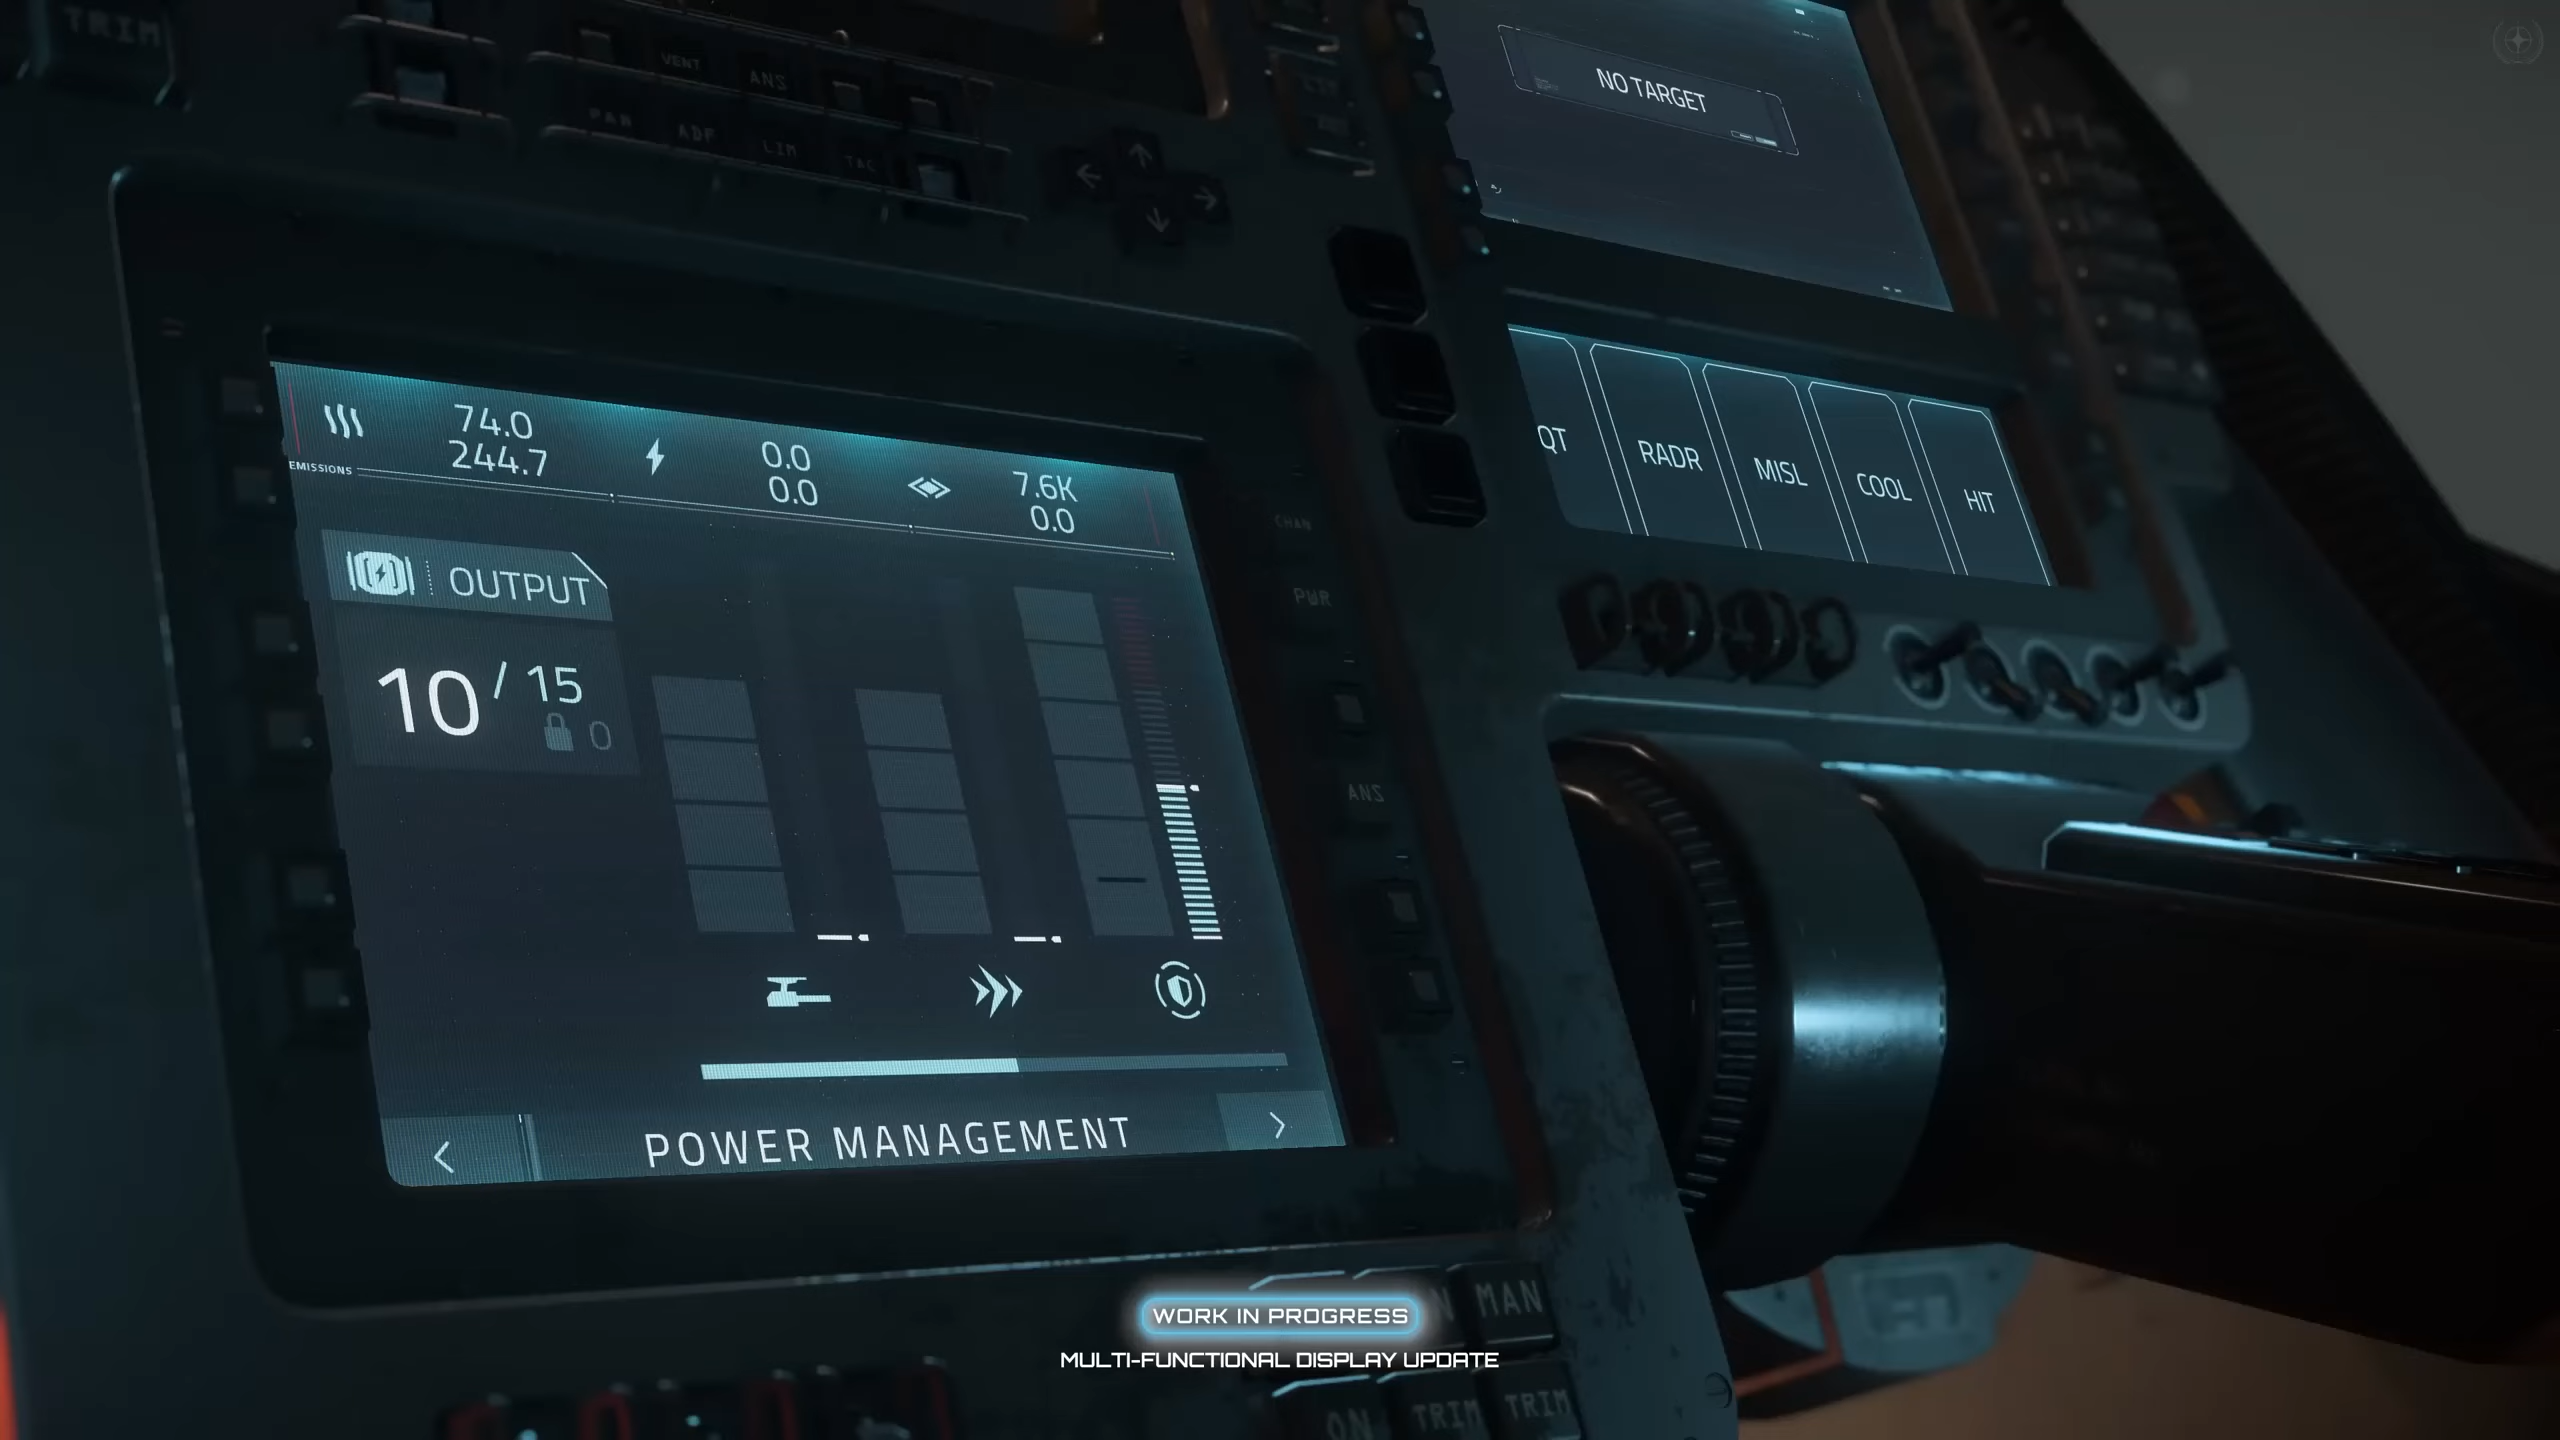 TRIM
VENT
ANS
PAN
ADF
LIM
TAC
NO TARGET
74.0
244.7
0.0
0.0
7.6K
0.0
EMISSIONS
QT
RADR
MISL
COOL
HIT
OUTPUT
10 / 15
0
CHAN
PWR
ANS
POWER MANAGEMENT
MAN
WORK IN PROGRESS
MULTI-FUNCTIONAL DISPLAY UPDATE
ON
TRIM
TRIM